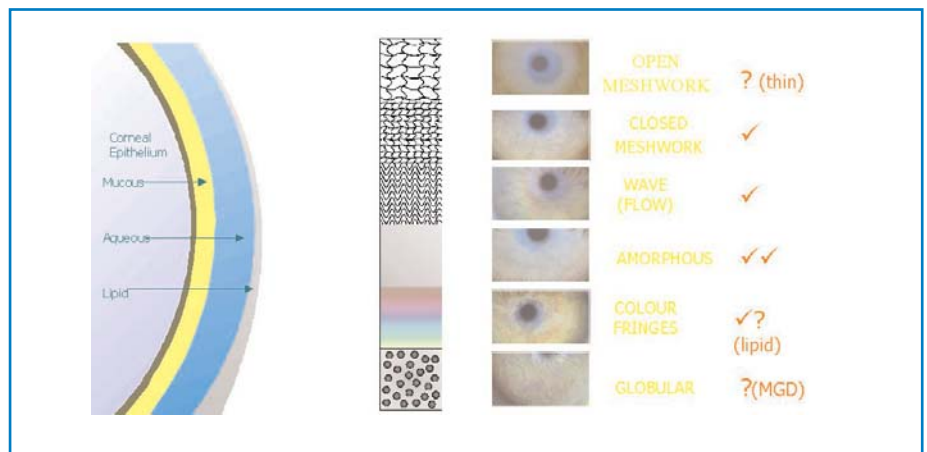 Corneal
Epithelium
Mucous
Aqueous
Lipid
OPEN
MESHWORK
? (thin)
CLOSED
MESHWORK
✓
WAVE
(FLOW)
✓
AMORPHOUS
✓✓
COLOUR
FRINGES
✓?
(lipid)
GLOBULAR
?(MGD)